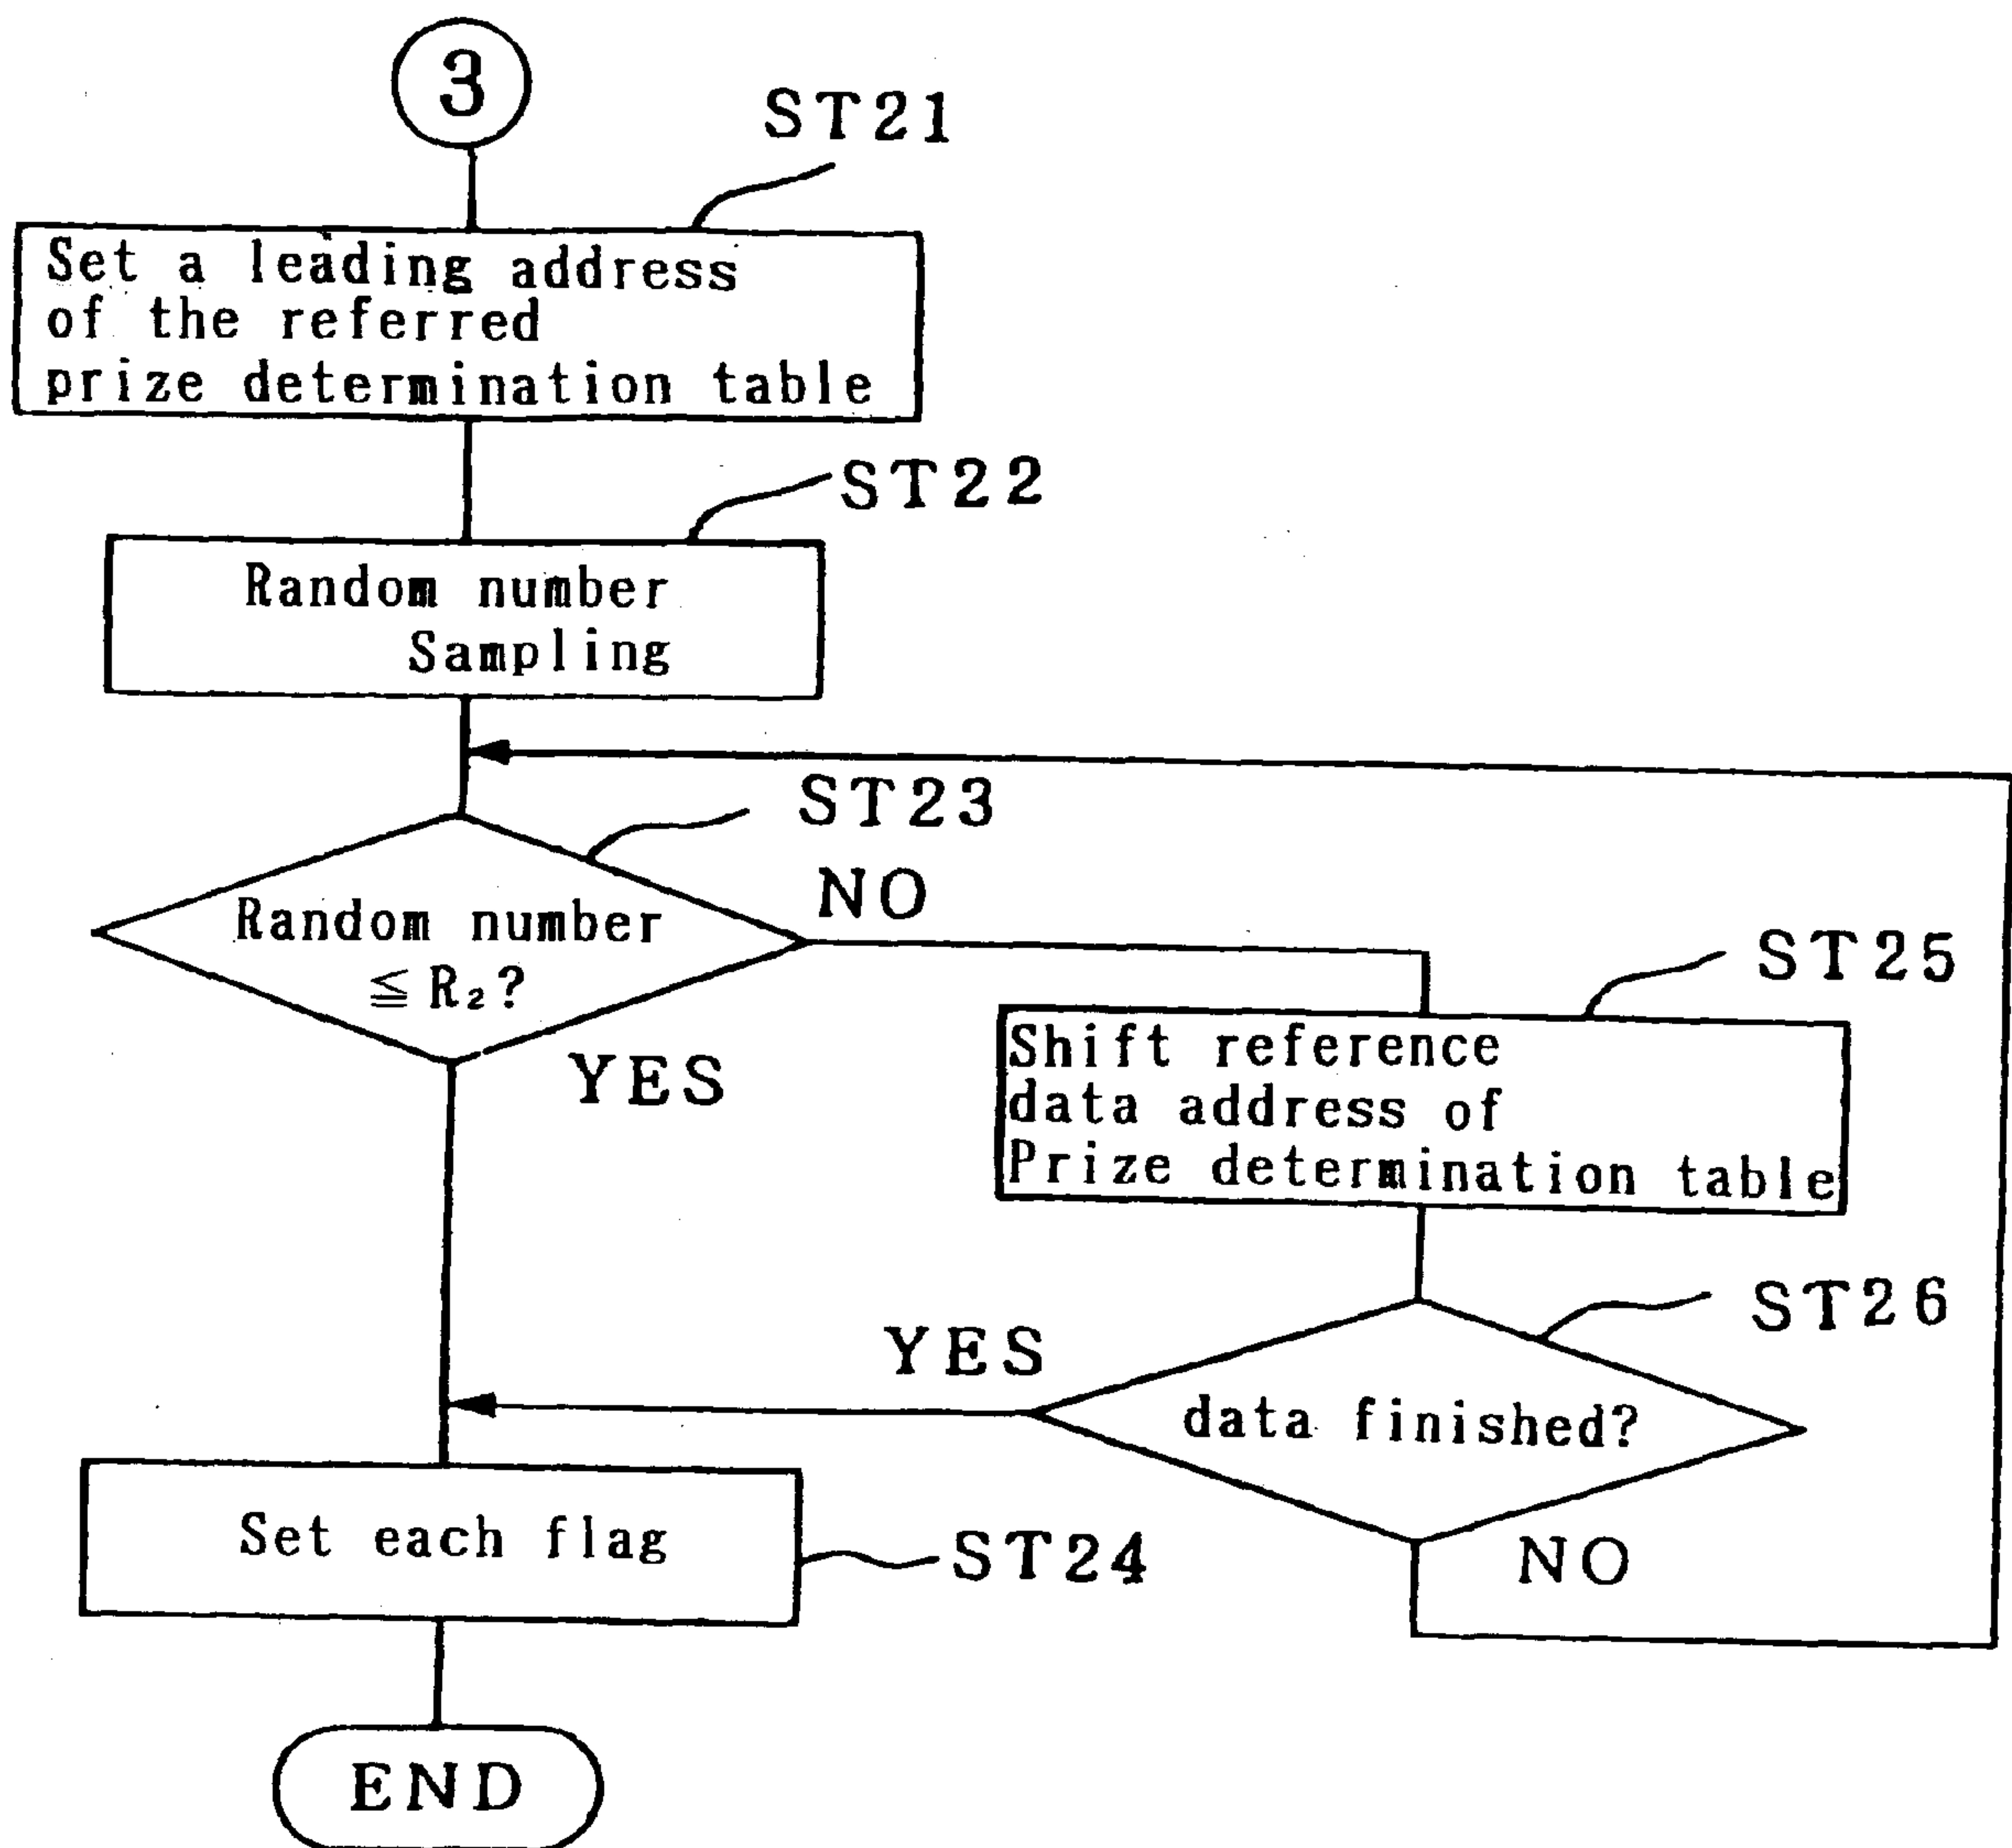 3
ST21
Set a leading address
of the referred
prize determination table
ST22
Random number
Sampling
ST23
Random number
≦ R₂?
NO
YES
ST25
Shift reference
data address of
Prize determination table
ST26
YES
data finished?
NO
Set each flag
ST24
END